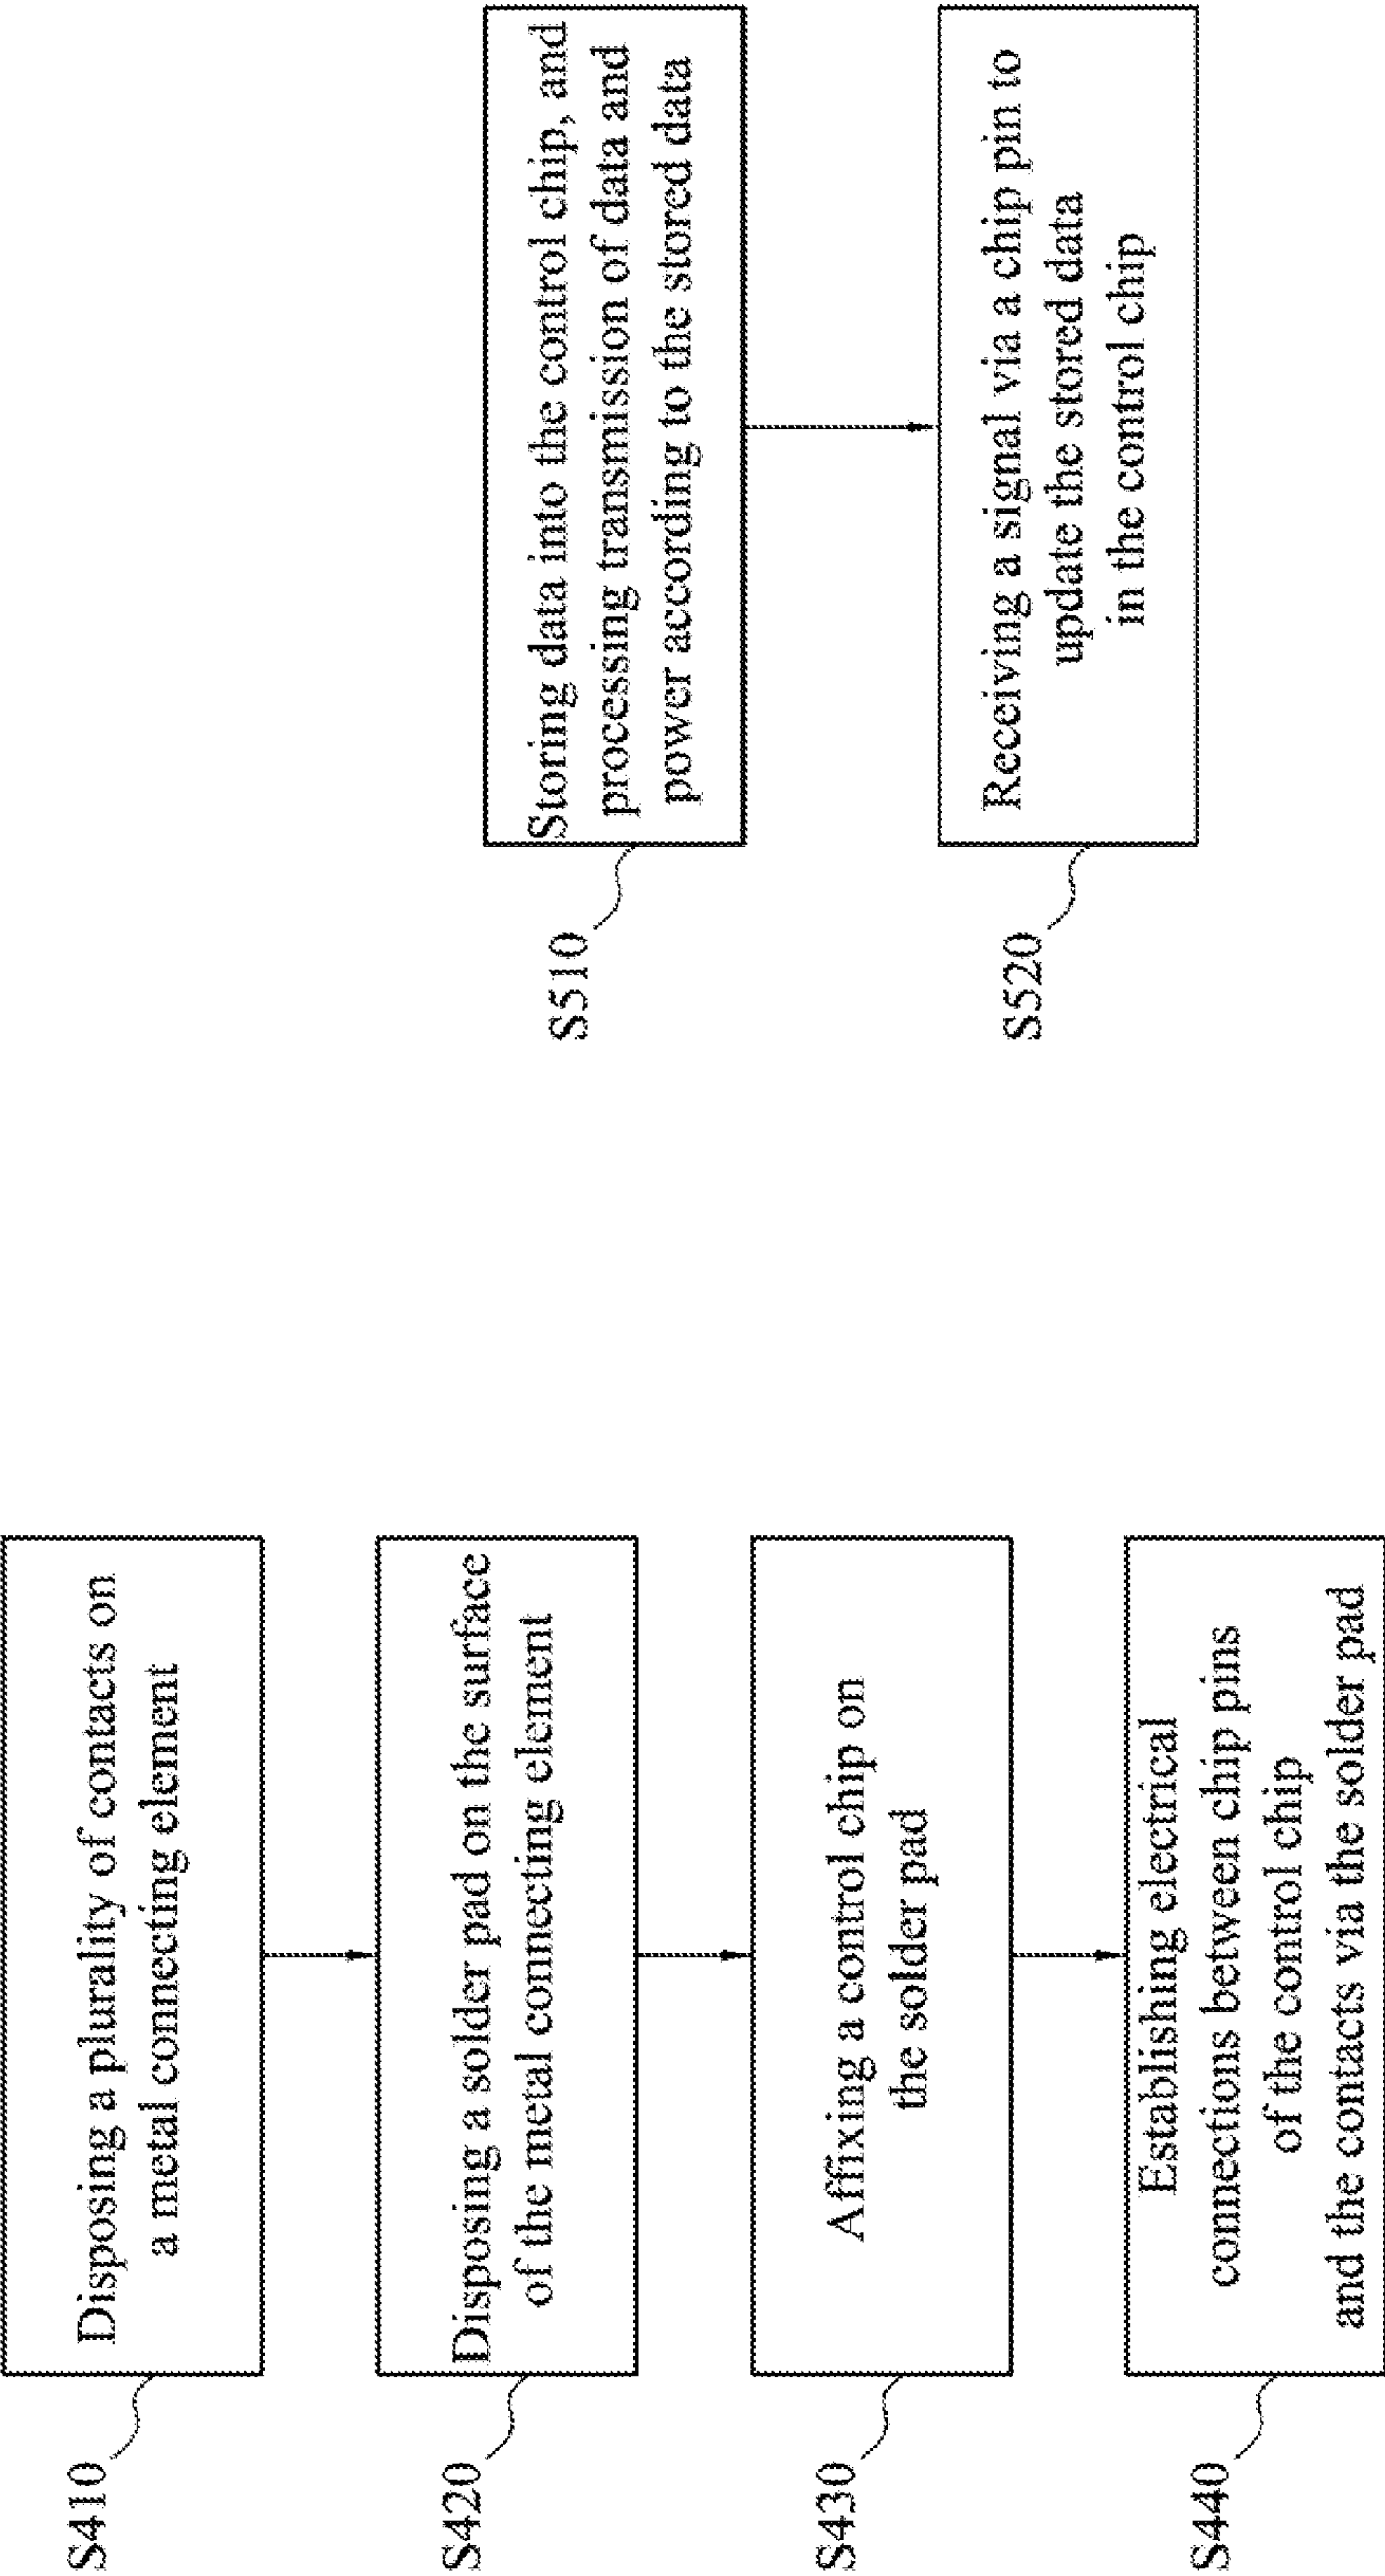 S410
Disposing a plurality of contacts on
a metal connecting element
S420
Disposing a solder pad on the surface
of the metal connecting element
S430
Affixing a control chip on
the solder pad
S440
Establishing electrical
connections between chip pins
of the control chip
and the contacts via the solder pad
S510
Storing data into the control chip, and
processing transmission of data and
power according to the stored data
S520
Receiving a signal via a chip pin to
update the stored data
in the control chip